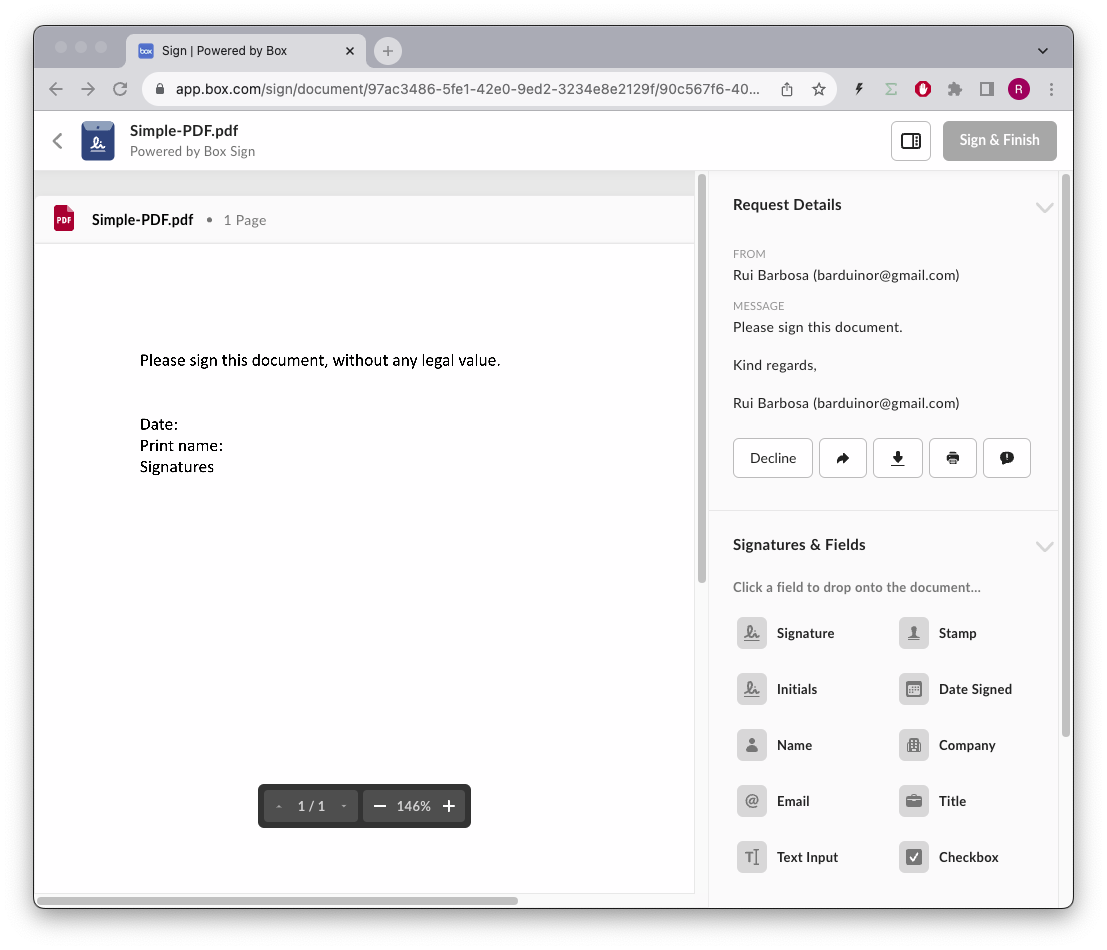 box
Sign | Powered by Box
app.box.com/sign/document/97ac3486-5fe1-42e0-9ed2-3234e8e2129f/90c567f6-40...
R
Simple-PDF.pdf
Powered by Box Sign
Sign & Finish
PDF
Simple-PDF.pdf • 1 Page
Please sign this document, without any legal value.
Date:
Print name:
Signatures
1 / 1
146%
Request Details
FROM
Rui Barbosa (barduinor@gmail.com)
MESSAGE
Please sign this document.
Kind regards,
Rui Barbosa (barduinor@gmail.com)
Decline
Signatures & Fields
Click a field to drop onto the document...
Signature
Stamp
Initials
Date Signed
Name
Company
Email
Title
Text Input
Checkbox